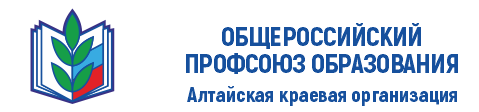 ОБЩЕРОССИЙСКИЙ
ПРОФСОЮЗ ОБРАЗОВАНИЯ
Алтайская краевая организация